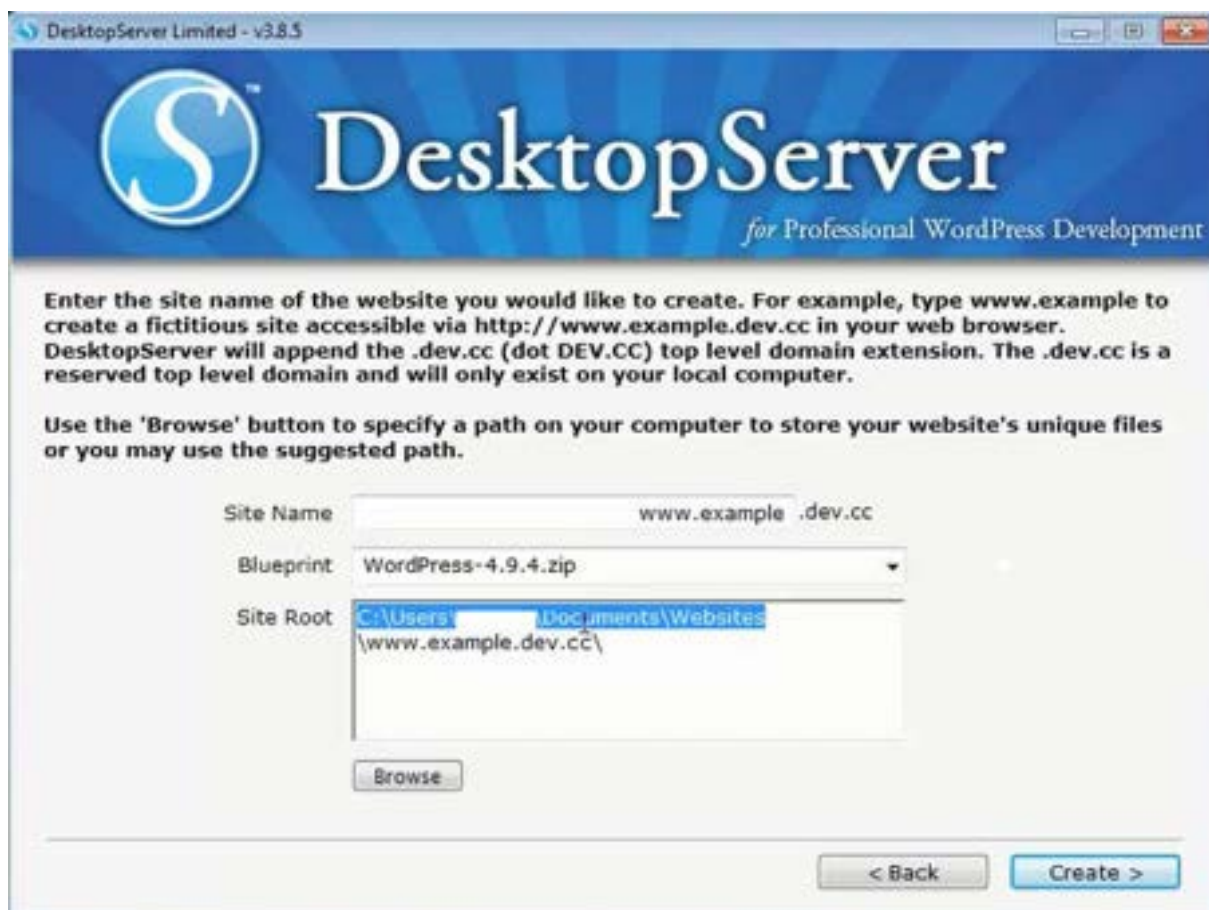 DesktopServer Limited - v3.8.5
S™
DesktopServer
for Professional WordPress Development
Enter the site name of the website you would like to create. For example, type www.example to
create a fictitious site accessible via http://www.example.dev.cc in your web browser.
DesktopServer will append the .dev.cc (dot DEV.CC) top level domain extension. The .dev.cc is a
reserved top level domain and will only exist on your local computer.
Use the 'Browse' button to specify a path on your computer to store your website's unique files
or you may use the suggested path.
Site Name www.example .dev.cc
Blueprint WordPress-4.9.4.zip
Site Root C:\Users\ \Documents\Websites
\www.example.dev.cc\
Browse
< Back Create >